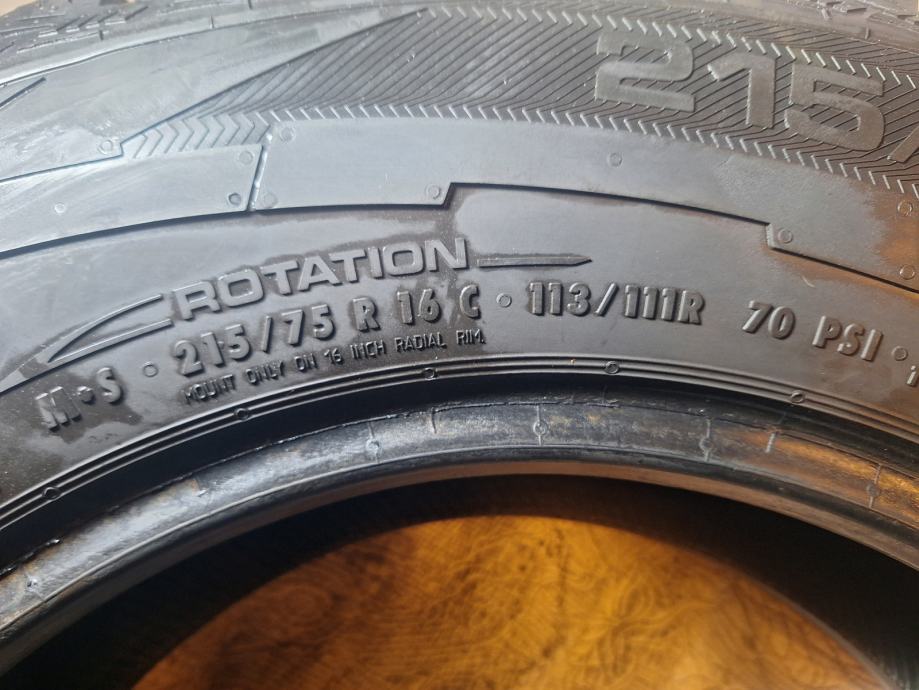 215
ROTATION
M•S • 215/75 R 16 C • 113/111R 70 PSI •
MOUNT ONLY ON 16 INCH RADIAL RIM.